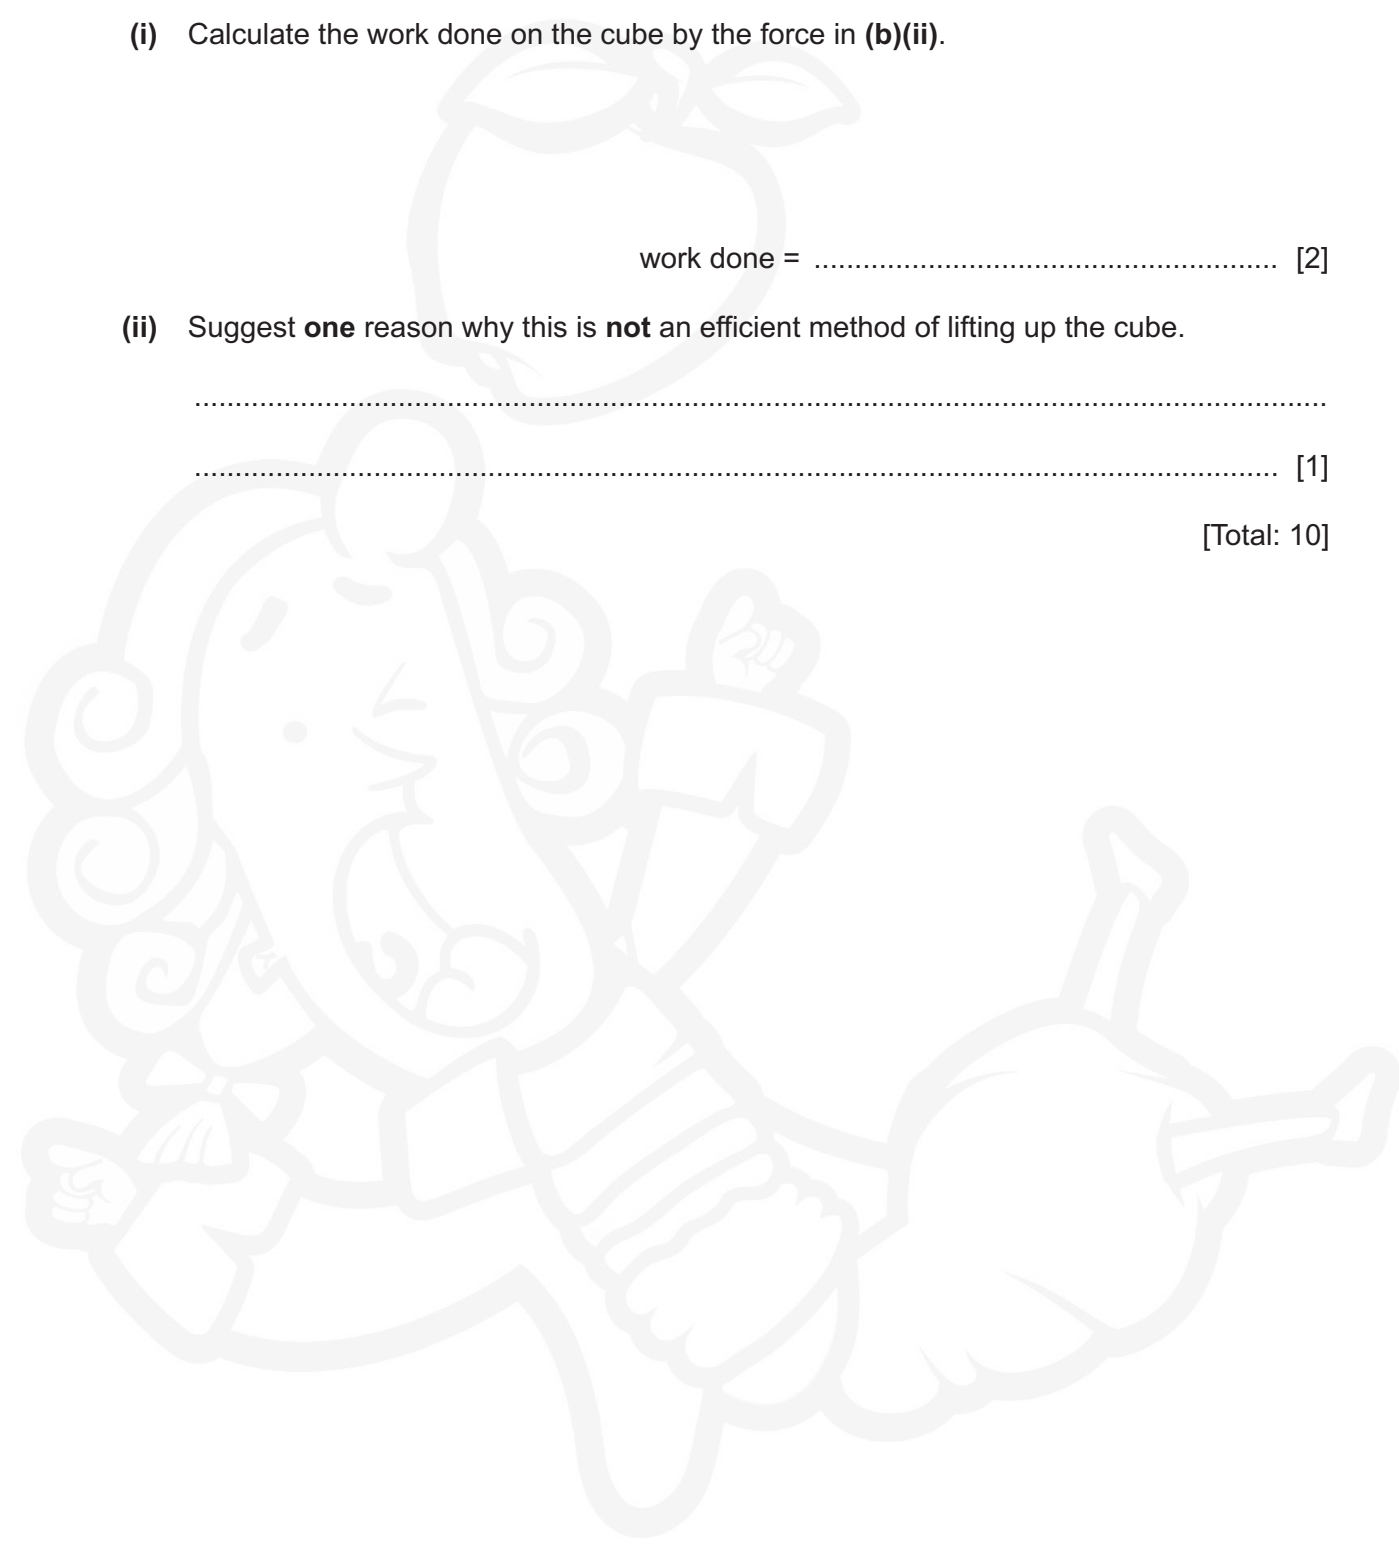 (i) Calculate the work done on the cube by the force in (b)(ii).
work done = ......................................................... [2]
(ii) Suggest one reason why this is not an efficient method of lifting up the cube.
...........................................................................................................................................
..................................................................................................................................... [1]
[Total: 10]